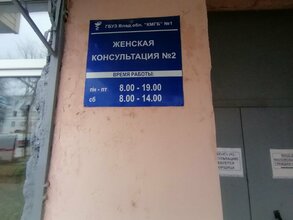 ГБУЗ Влад.обл. "КМГБ" №1
ЖЕНСКАЯ
КОНСУЛЬТАЦИЯ №2
ВРЕМЯ РАБОТЫ:
пн - пт 8.00 - 19.00
сб 8.00 - 14.00